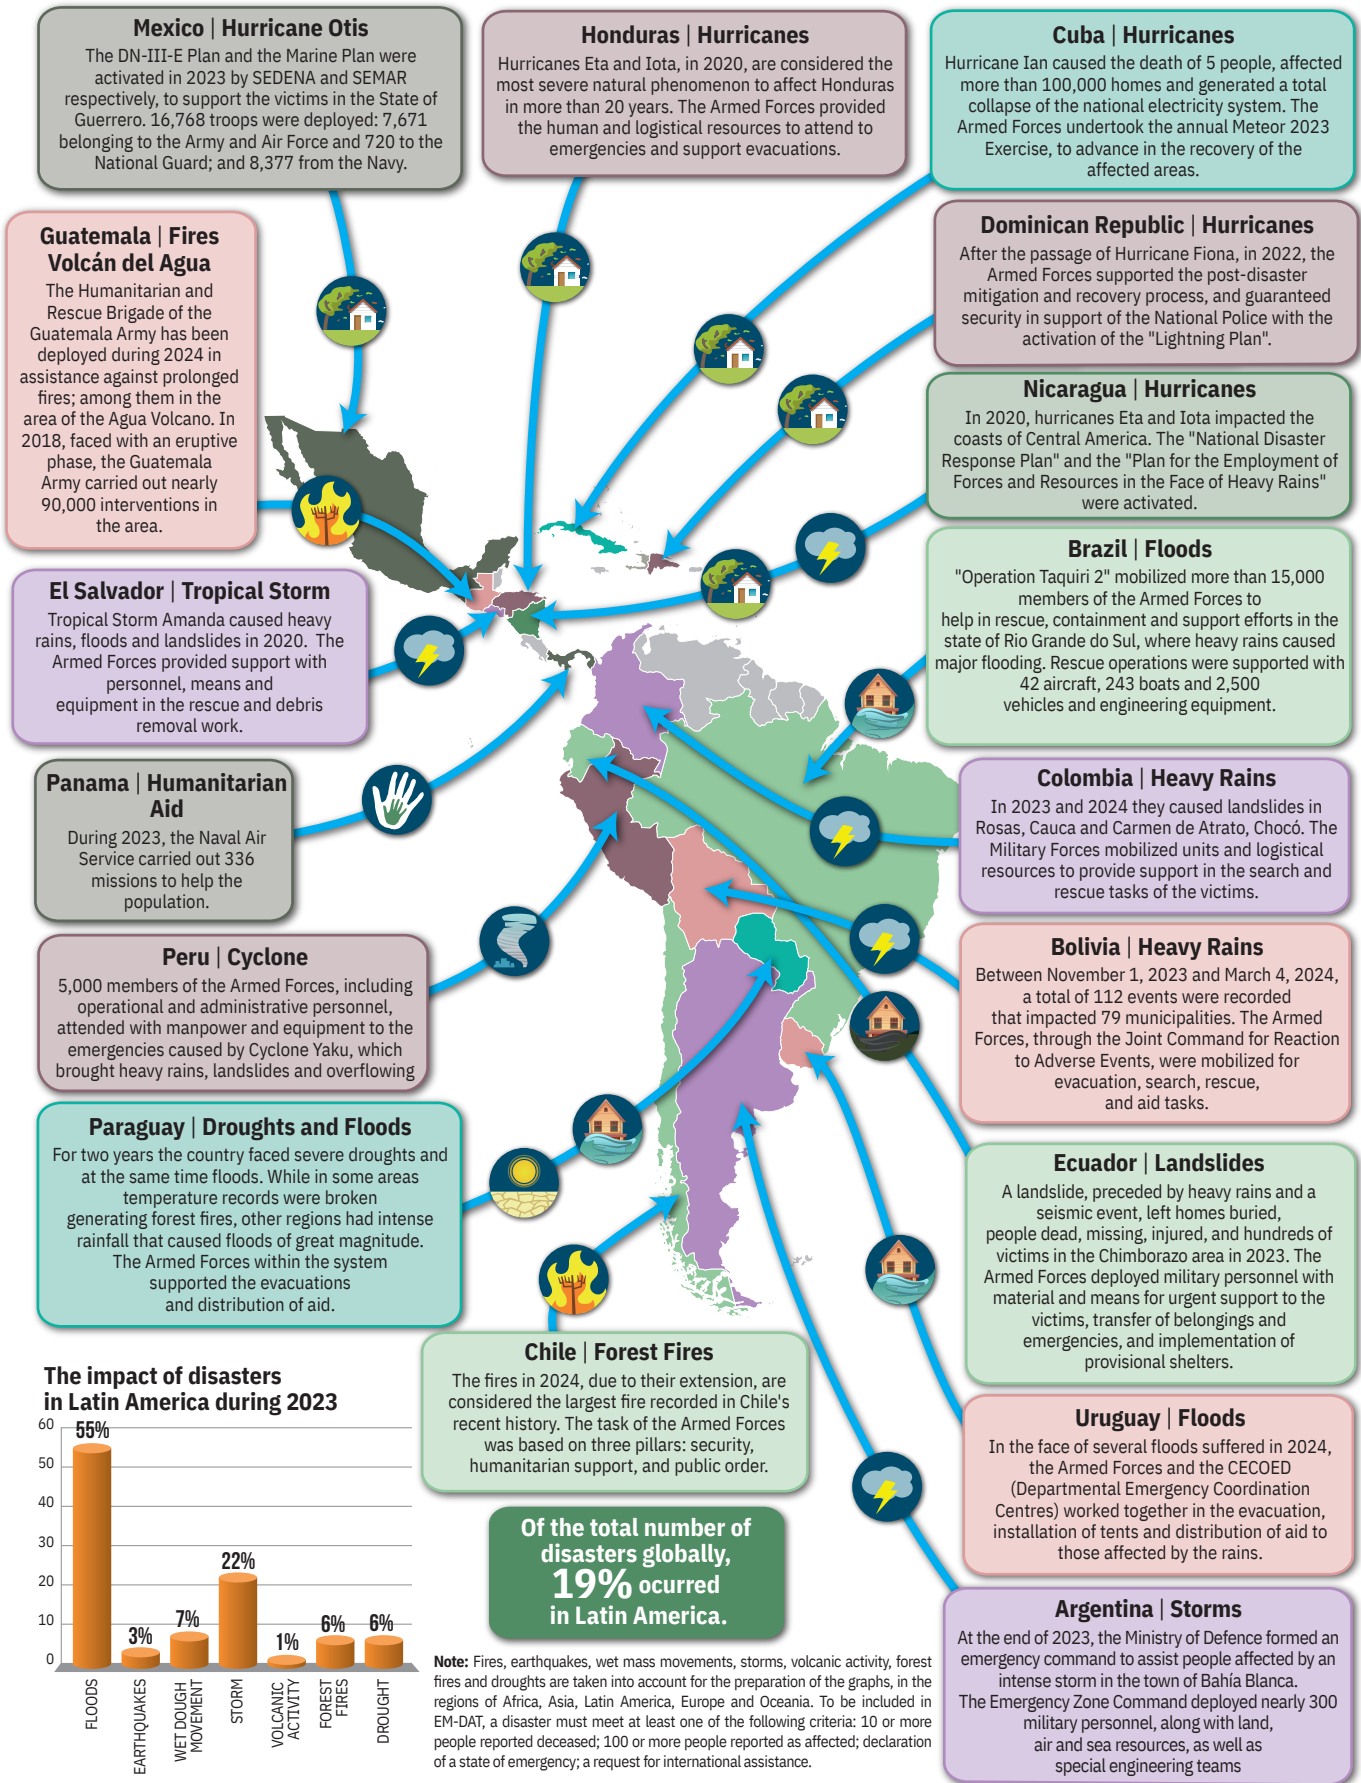 Mexico | Hurricane Otis
The DN-III-E Plan and the Marine Plan were
activated in 2023 by SEDENA and SEMAR
respectively, to support the victims in the State of
Guerrero. 16,768 troops were deployed: 7,671
belonging to the Army and Air Force and 720 to the
National Guard; and 8,377 from the Navy.
Honduras | Hurricanes
Hurricanes Eta and Iota, in 2020, are considered the
most severe natural phenomenon to affect Honduras
in more than 20 years. The Armed Forces provided
the human and logistical resources to attend to
emergencies and support evacuations.
Cuba | Hurricanes
Hurricane Ian caused the death of 5 people, affected
more than 100,000 homes and generated a total
collapse of the national electricity system. The
Armed Forces undertook the annual Meteor 2023
Exercise, to advance in the recovery of the
affected areas.
Guatemala | Fires
Volcán del Agua
The Humanitarian and
Rescue Brigade of the
Guatemala Army has been
deployed during 2024 in
assistance against prolonged
fires; among them in the
area of the Agua Volcano. In
2018, faced with an eruptive
phase, the Guatemala
Army carried out nearly
90,000 interventions in
the area.
Dominican Republic | Hurricanes
After the passage of Hurricane Fiona, in 2022, the
Armed Forces supported the post-disaster
mitigation and recovery process, and guaranteed
security in support of the National Police with the
activation of the "Lightning Plan".
Nicaragua | Hurricanes
In 2020, hurricanes Eta and Iota impacted the
coasts of Central America. The "National Disaster
Response Plan" and the "Plan for the Employment of
Forces and Resources in the Face of Heavy Rains"
were activated.
El Salvador | Tropical Storm
Tropical Storm Amanda caused heavy
rains, floods and landslides in 2020. The
Armed Forces provided support with
personnel, means and
equipment in the rescue and debris
removal work.
Brazil | Floods
"Operation Taquiri 2" mobilized more than 15,000
members of the Armed Forces to
help in rescue, containment and support efforts in the
state of Rio Grande do Sul, where heavy rains caused
major flooding. Rescue operations were supported with
42 aircraft, 243 boats and 2,500
vehicles and engineering equipment.
Panama | Humanitarian
Aid
During 2023, the Naval Air
Service carried out 336
missions to help the
population.
Colombia | Heavy Rains
In 2023 and 2024 they caused landslides in
Rosas, Cauca and Carmen de Atrato, Chocó. The
Military Forces mobilized units and logistical
resources to provide support in the search and
rescue tasks of the victims.
Peru | Cyclone
5,000 members of the Armed Forces, including
operational and administrative personnel,
attended with manpower and equipment to the
emergencies caused by Cyclone Yaku, which
brought heavy rains, landslides and overflowing
Bolivia | Heavy Rains
Between November 1, 2023 and March 4, 2024,
a total of 112 events were recorded
that impacted 79 municipalities. The Armed
Forces, through the Joint Command for Reaction
to Adverse Events, were mobilized for
evacuation, search, rescue,
and aid tasks.
Paraguay | Droughts and Floods
For two years the country faced severe droughts and
at the same time floods. While in some areas
temperature records were broken
generating forest fires, other regions had intense
rainfall that caused floods of great magnitude.
The Armed Forces within the system
supported the evacuations
and distribution of aid.
Ecuador | Landslides
A landslide, preceded by heavy rains and a
seismic event, left homes buried,
people dead, missing, injured, and hundreds of
victims in the Chimborazo area in 2023. The
Armed Forces deployed military personnel with
material and means for urgent support to the
victims, transfer of belongings and
emergencies, and implementation of
provisional shelters.
Chile | Forest Fires
The fires in 2024, due to their extension, are
considered the largest fire recorded in Chile's
recent history. The task of the Armed Forces
was based on three pillars: security,
humanitarian support, and public order.
Uruguay | Floods
In the face of several floods suffered in 2024,
the Armed Forces and the CECOED
(Departmental Emergency Coordination
Centres) worked together in the evacuation,
installation of tents and distribution of aid to
those affected by the rains.
Argentina | Storms
At the end of 2023, the Ministry of Defence formed an
emergency command to assist people affected by an
intense storm in the town of Bahía Blanca.
The Emergency Zone Command deployed nearly 300
military personnel, along with land,
air and sea resources, as well as
special engineering teams
The impact of disasters
in Latin America during 2023
60
50
40
30
20
10
0
55%
3%
7%
22%
1%
6%
6%
FLOODS
EARTHQUAKES
WET DOUGH
MOVEMENT
STORM
VOLCANIC
ACTIVITY
FOREST
FIRES
DROUGHT
Of the total number of
disasters globally,
19% ocurred
in Latin America.
Note: Fires, earthquakes, wet mass movements, storms, volcanic activity, forest
fires and droughts are taken into account for the preparation of the graphs, in the
regions of Africa, Asia, Latin America, Europe and Oceania. To be included in
EM-DAT, a disaster must meet at least one of the following criteria: 10 or more
people reported deceased; 100 or more people reported as affected; declaration
of a state of emergency; a request for international assistance.